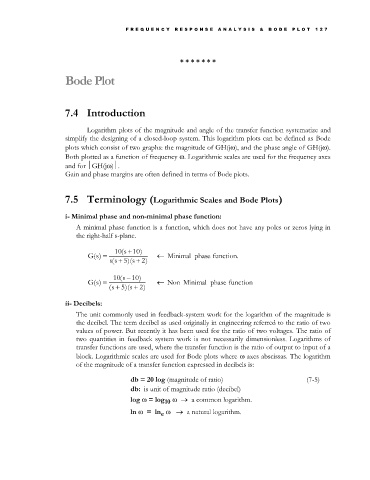 FREQUENCY RESPONSE ANALYSIS & BODE PLOT 127
*******
Bode Plot
7.4 Introduction
Logarithm plots of the magnitude and angle of the transfer function systematize and
simplify the designing of a closed-loop system. This logarithm plots can be defined as Bode
plots which consist of two graphs: the magnitude of GH(jω), and the phase angle of GH(jω).
Both plotted as a function of frequency ω. Logarithmic scales are used for the frequency axes
and for |GH(jω)|.
Gain and phase margins are often defined in terms of Bode plots.
7.5 Terminology (Logarithmic Scales and Bode Plots)
i- Minimal phase and non-minimal phase function:
A minimal phase function is a function, which does not have any poles or zeros lying in
the right-half s-plane.
G(s) = 10(s + 10) / s(s + 5)(s + 2) ← Minimal phase function.
G(s) = 10(s − 10) / (s + 5)(s + 2) ← Non Minimal phase function
ii- Decibels:
The unit commonly used in feedback-system work for the logarithm of the magnitude is
the decibel. The term decibel as used originally in engineering referred to the ratio of two
values of power. But recently it has been used for the ratio of two voltages. The ratio of
two quantities in feedback system work is not necessarily dimensionless. Logarithms of
transfer functions are used, where the transfer function is the ratio of output to input of a
block. Logarithmic scales are used for Bode plots where ω axes abscissas. The logarithm
of the magnitude of a transfer function expressed in decibels is:
db = 20 log (magnitude of ratio) (7-5)
db: is unit of magnitude ratio (decibel)
log ω = log₁₀ ω → a common logarithm.
ln ω = lnₑ ω → a natural logarithm.